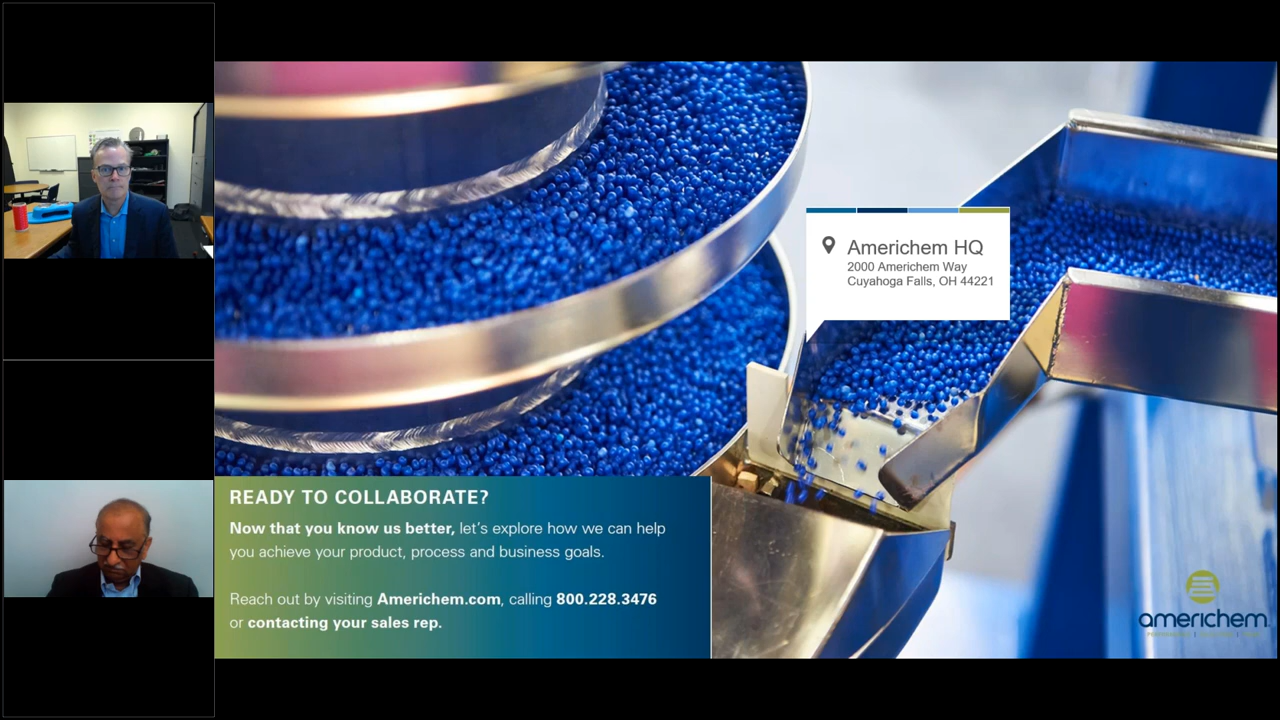 Americhem HQ
2000 Americhem Way
Cuyahoga Falls, OH 44221
READY TO COLLABORATE?
Now that you know us better, let's explore how we can help
you achieve your product, process and business goals.
Reach out by visiting Americhem.com, calling 800.228.3476
or contacting your sales rep.
americhem